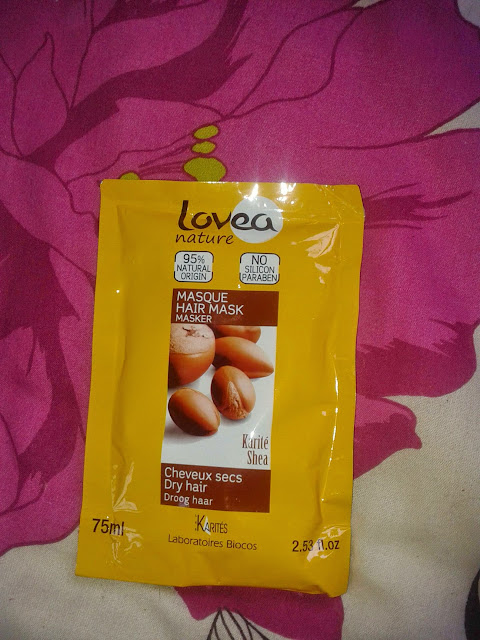 Lovea
nature
95%
NATURAL
ORIGIN
NO
SILICON
PARABEN
MASQUE
HAIR MASK
MASKER
Karité
Shea
Cheveux secs
Dry hair
Droog haar
KARITÉS
Laboratoires Biocos
75ml
2.53 fl.oz